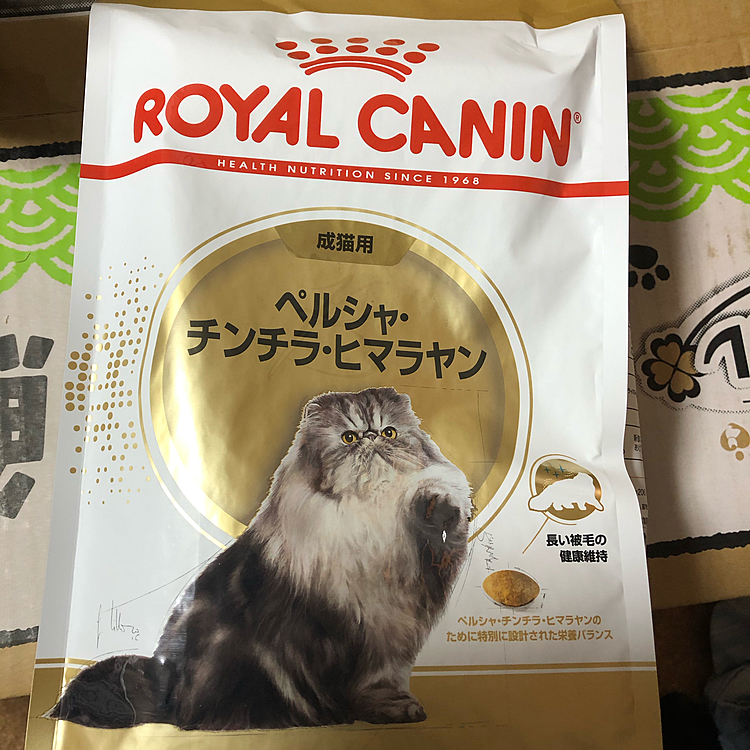 ROYAL CANIN®
HEALTH NUTRITION SINCE 1968
成猫用
ペルシャ・
チンチラ・ヒマラヤン
長い被毛の
健康維持
ペルシャ・チンチラ・ヒマラヤンの
ために特別に設計された栄養バランス